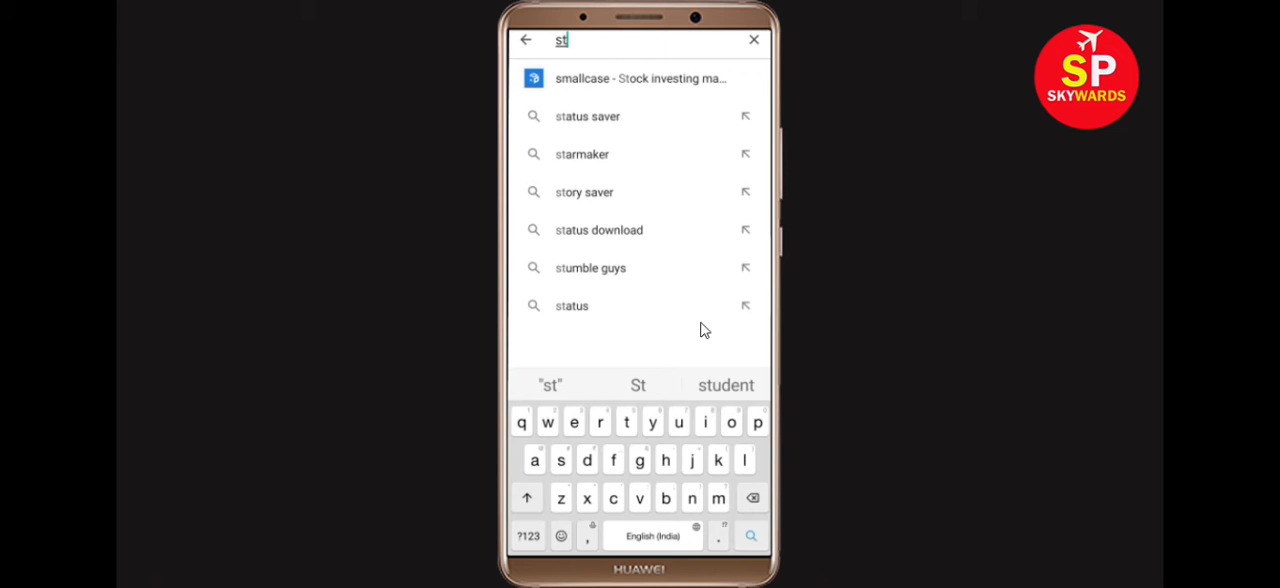 st
smallcase - Stock investing ma...
status saver
starmaker
story saver
status download
stumble guys
status
"st" St student
q w e r t y u i o p
a s d f g h j k l
z x c v b n m
?123 , English (India) .
HUAWEI
SP
SKYWARDS